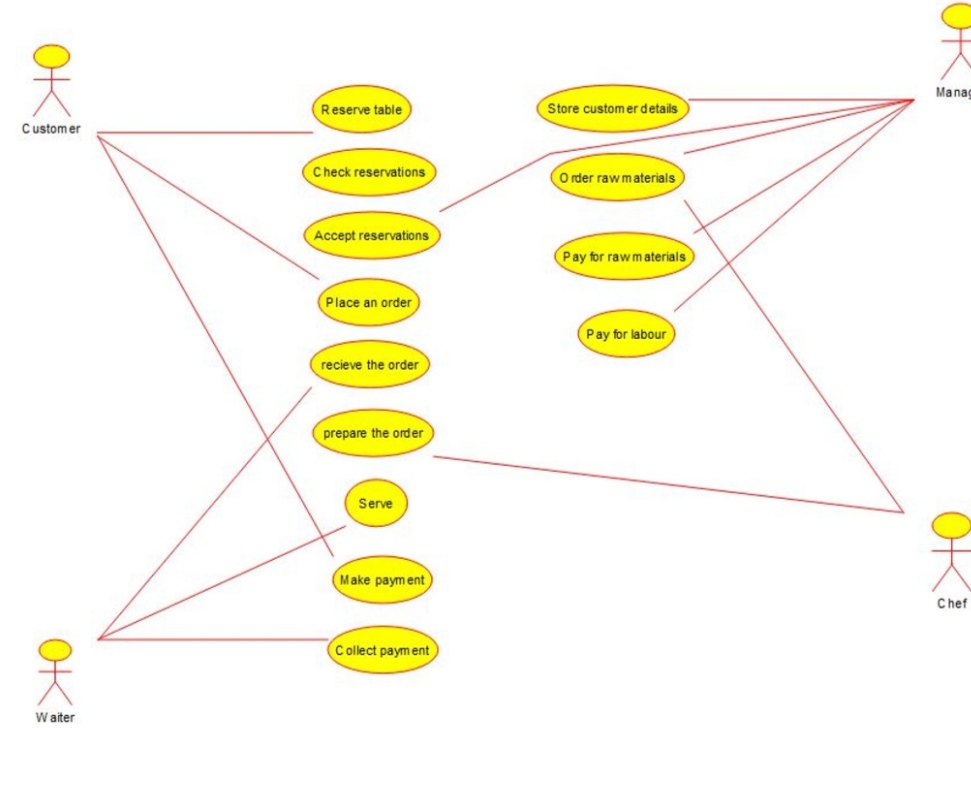 Customer
Reserve table
Check reservations
Accept reservations
Place an order
recieve the order
prepare the order
Serve
Make payment
Collect payment
Waiter
Store customer details
Order raw materials
Pay for raw materials
Pay for labour
Manag
Chef